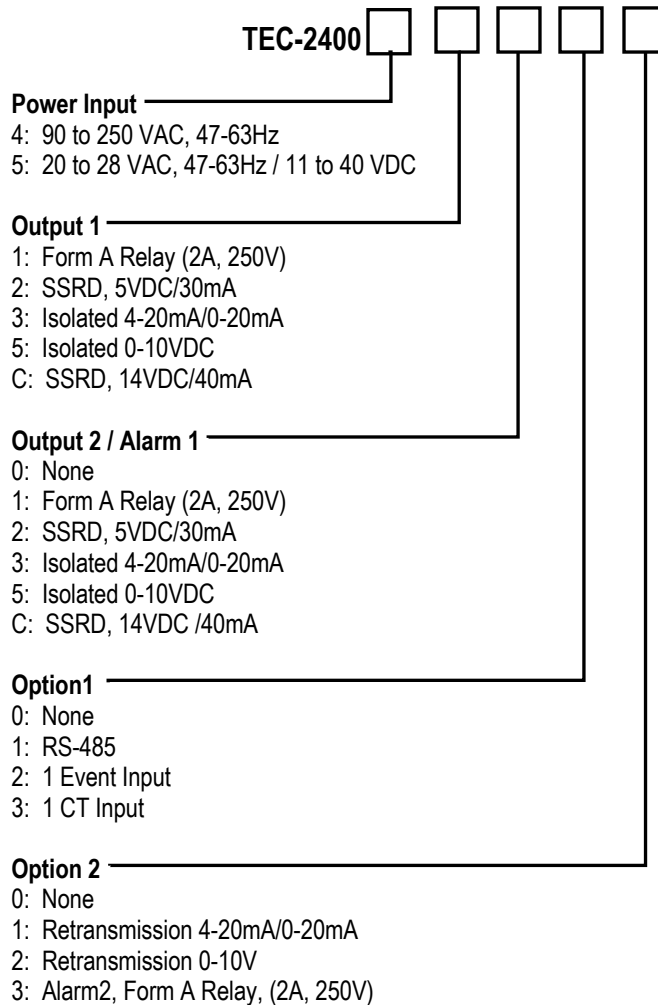 TEC-2400
Power Input
4: 90 to 250 VAC, 47-63Hz
5: 20 to 28 VAC, 47-63Hz / 11 to 40 VDC
Output 1
1: Form A Relay (2A, 250V)
2: SSRD, 5VDC/30mA
3: Isolated 4-20mA/0-20mA
5: Isolated 0-10VDC
C: SSRD, 14VDC/40mA
Output 2 / Alarm 1
0: None
1: Form A Relay (2A, 250V)
2: SSRD, 5VDC/30mA
3: Isolated 4-20mA/0-20mA
5: Isolated 0-10VDC
C: SSRD, 14VDC /40mA
Option1
0: None
1: RS-485
2: 1 Event Input
3: 1 CT Input
Option 2
0: None
1: Retransmission 4-20mA/0-20mA
2: Retransmission 0-10V
3: Alarm2, Form A Relay, (2A, 250V)